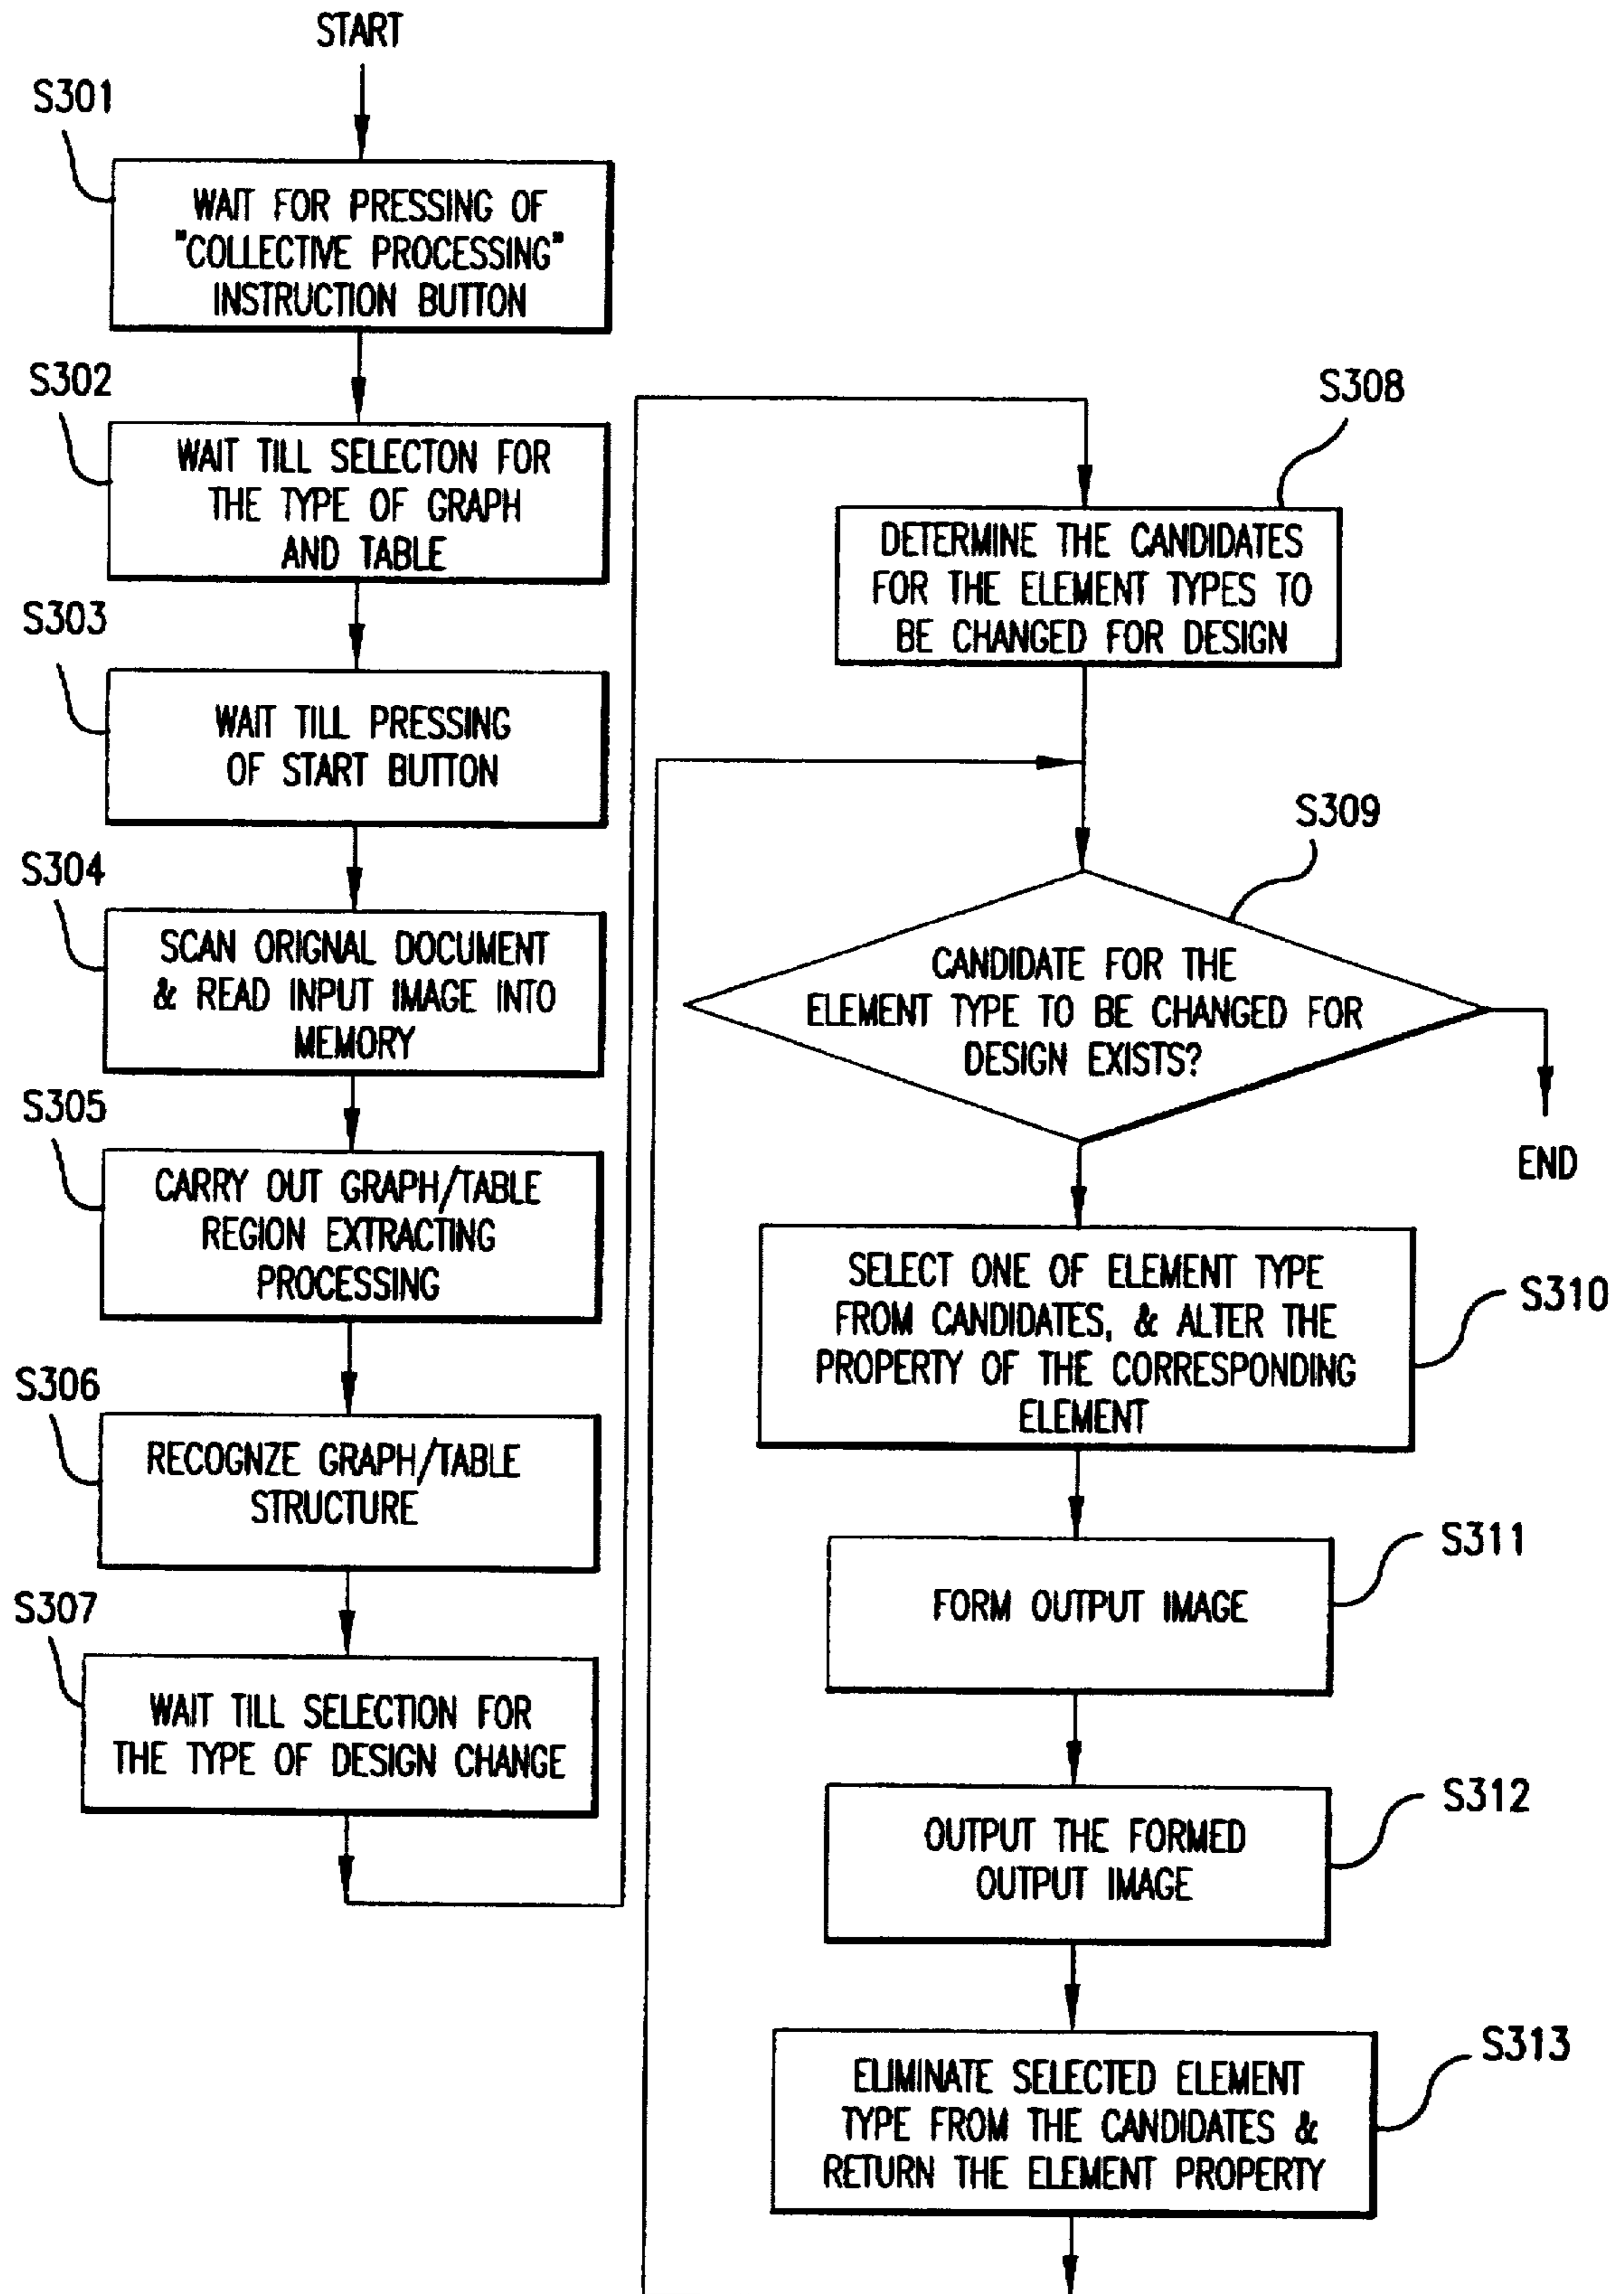 START
S301
WAIT FOR PRESSING OF
"COLLECTIVE PROCESSING"
INSTRUCTION BUTTON
S302
WAIT TILL SELECTON FOR
THE TYPE OF GRAPH
AND TABLE
S303
WAIT TILL PRESSING
OF START BUTTON
S304
SCAN ORIGNAL DOCUMENT
& READ INPUT IMAGE INTO
MEMORY
S305
CARRY OUT GRAPH/TABLE
REGION EXTRACTING
PROCESSING
S306
RECOGNZE GRAPH/TABLE
STRUCTURE
S307
WAIT TILL SELECTION FOR
THE TYPE OF DESIGN CHANGE
S308
DETERMINE THE CANDIDATES
FOR THE ELEMENT TYPES TO
BE CHANGED FOR DESIGN
S309
CANDIDATE FOR THE
ELEMENT TYPE TO BE CHANGED FOR
DESIGN EXISTS?
END
SELECT ONE OF ELEMENT TYPE
FROM CANDIDATES, & ALTER THE
PROPERTY OF THE CORRESPONDING
ELEMENT
S310
FORM OUTPUT IMAGE
S311
OUTPUT THE FORMED
OUTPUT IMAGE
S312
ELIMINATE SELECTED ELEMENT
TYPE FROM THE CANDIDATES &
RETURN THE ELEMENT PROPERTY
S313